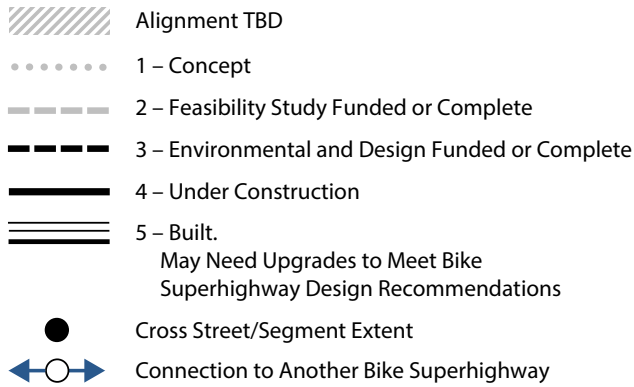 Alignment TBD
1 – Concept
2 – Feasibility Study Funded or Complete
3 – Environmental and Design Funded or Complete
4 – Under Construction
5 – Built.
May Need Upgrades to Meet Bike
Superhighway Design Recommendations
Cross Street/Segment Extent
Connection to Another Bike Superhighway